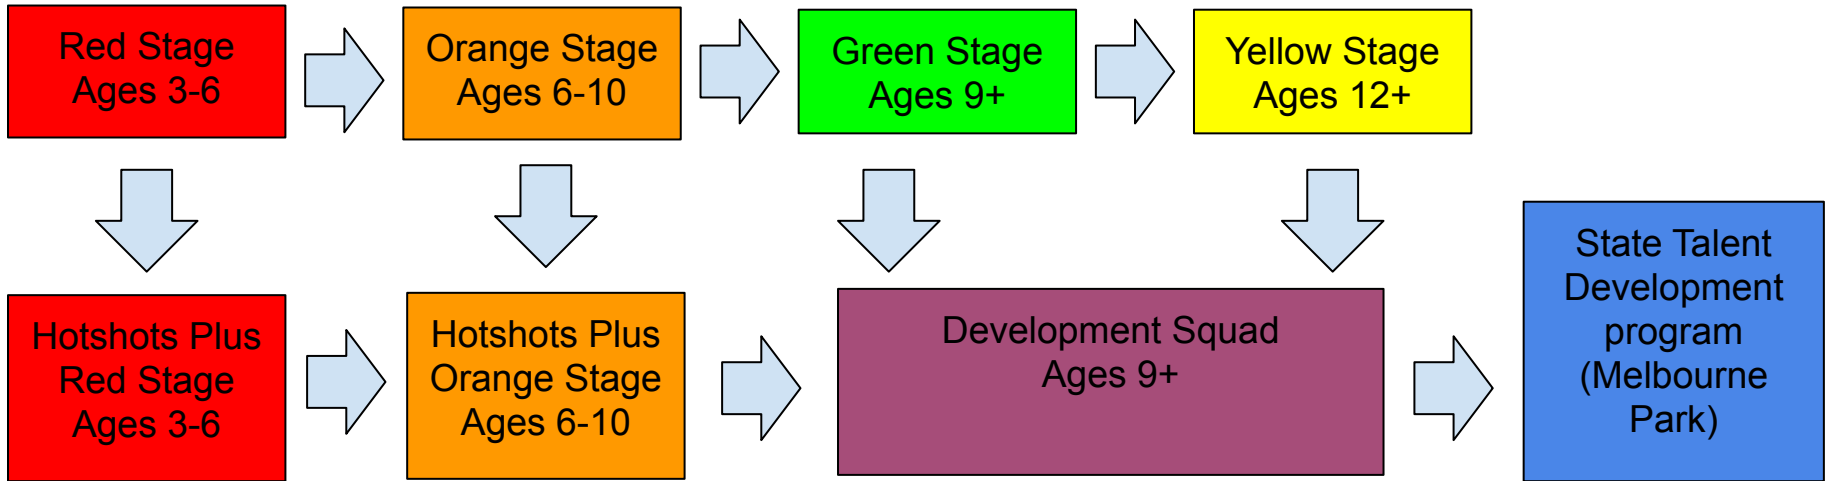 Red Stage
Ages 3-6
Orange Stage
Ages 6-10
Green Stage
Ages 9+
Yellow Stage
Ages 12+
Hotshots Plus
Red Stage
Ages 3-6
Hotshots Plus
Orange Stage
Ages 6-10
Development Squad
Ages 9+
State Talent
Development
program
(Melbourne
Park)